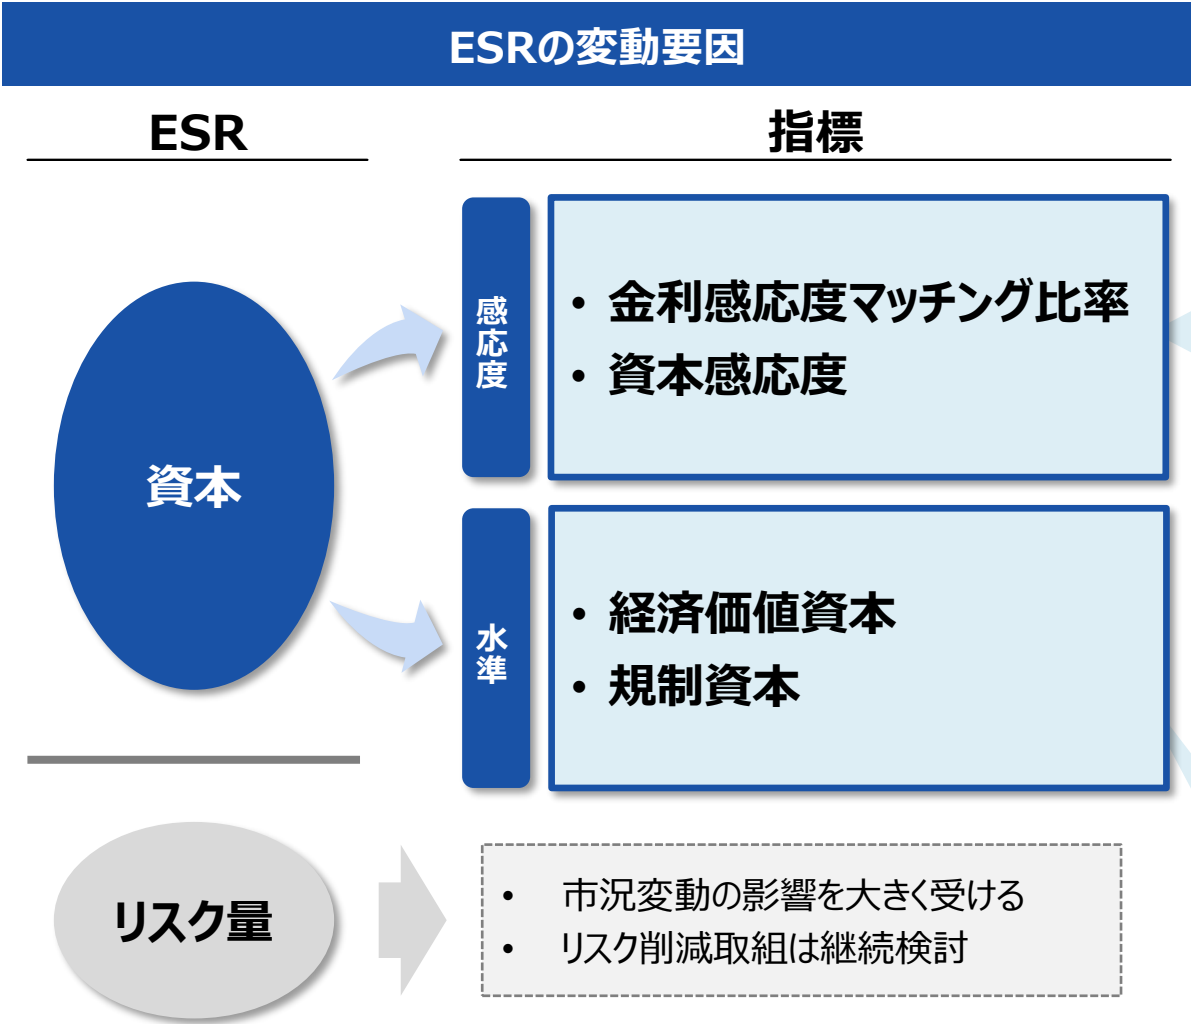 ESRの変動要因
ESR
指標
資本
感応度
・ 金利感応度マッチング比率
・ 資本感応度
水準
・ 経済価値資本
・ 規制資本
リスク量
・ 市況変動の影響を大きく受ける
・ リスク削減取組は継続検討